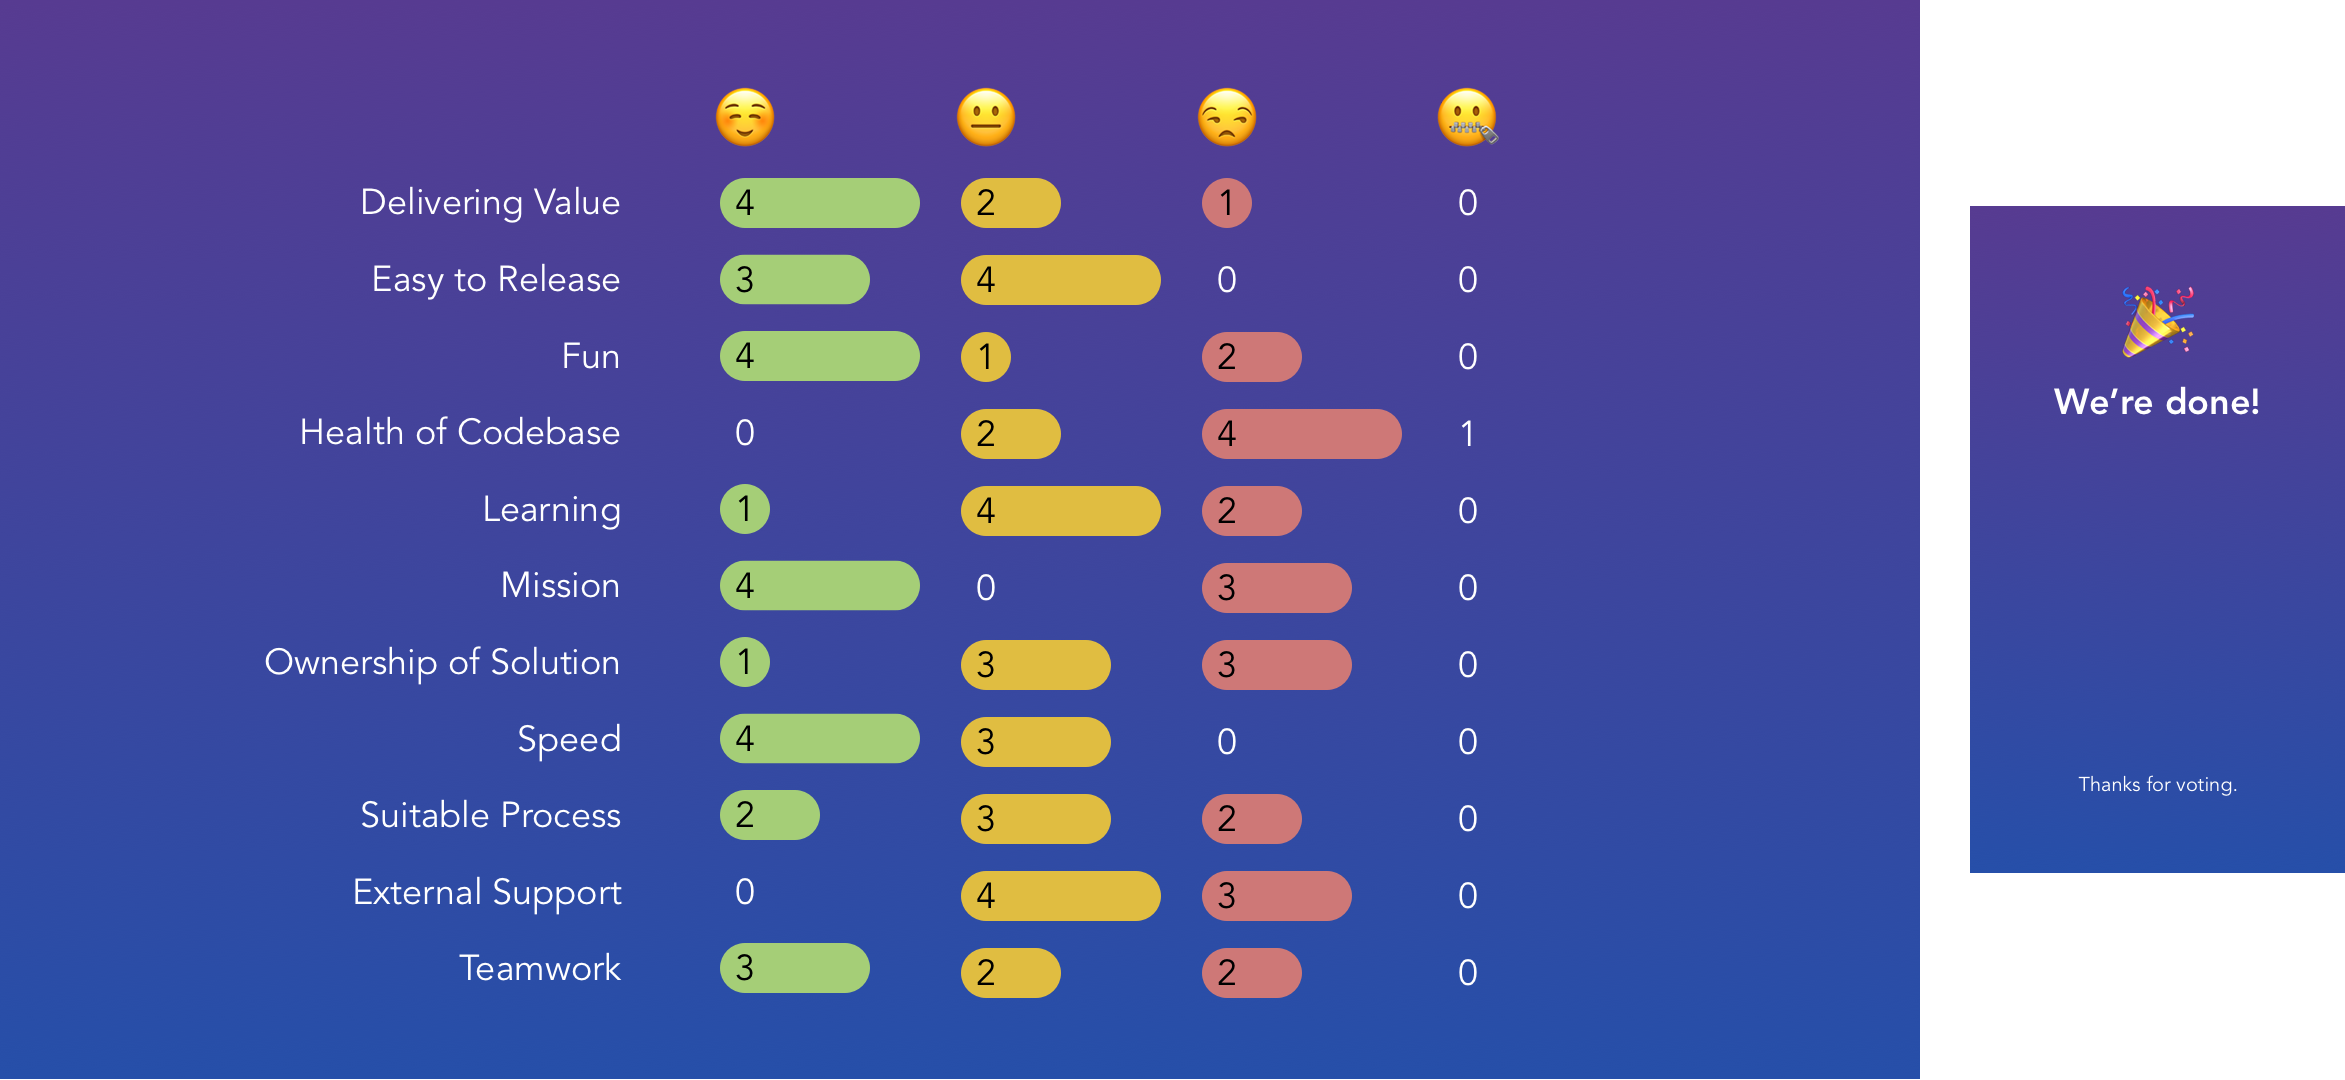 Delivering Value 4 2 1 0
Easy to Release 3 4 0 0
Fun 4 1 2 0
Health of Codebase 0 2 4 1
Learning 1 4 2 0
Mission 4 0 3 0
Ownership of Solution 1 3 3 0
Speed 4 3 0 0
Suitable Process 2 3 2 0
External Support 0 4 3 0
Teamwork 3 2 2 0
We’re done!
Thanks for voting.